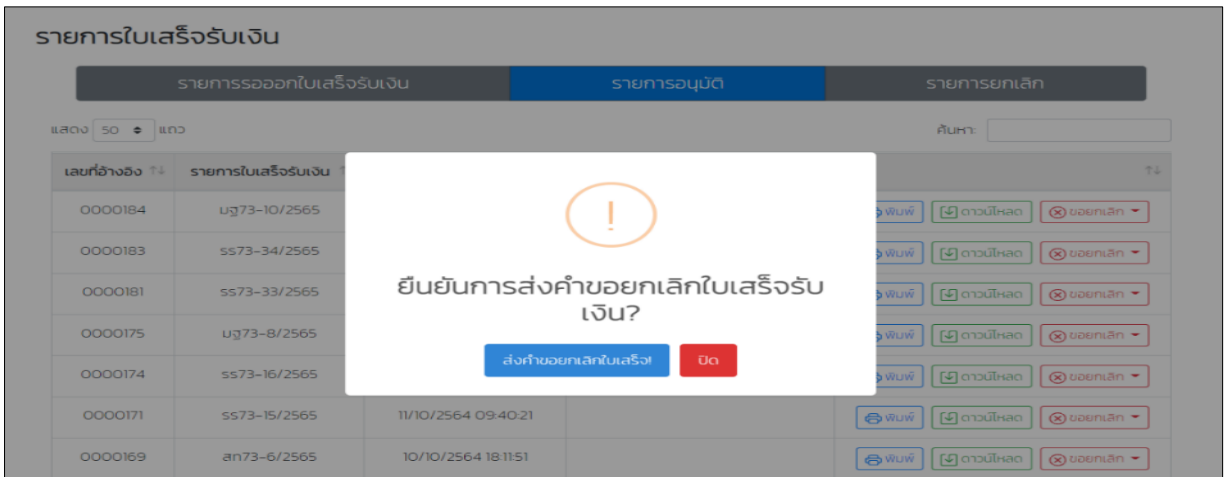 รายการใบเสร็จรับเงิน
รายการรอออกใบเสร็จรับเงิน รายการอนุมัติ รายการยกเลิก
แสดง 50 แถว ค้นหา:
เลขที่อ้างอิง รายการใบเสร็จรับเงิน
0000184 มฐ73-10/2565 พิมพ์ ดาวน์โหลด ขอยกเลิก
0000183 รร73-34/2565 พิมพ์ ดาวน์โหลด ขอยกเลิก
0000181 รร73-33/2565 พิมพ์ ดาวน์โหลด ขอยกเลิก
0000175 มฐ73-8/2565 พิมพ์ ดาวน์โหลด ขอยกเลิก
0000174 รร73-16/2565 พิมพ์ ดาวน์โหลด ขอยกเลิก
!
ยืนยันการส่งคำขอยกเลิกใบเสร็จรับ
เงิน?
ส่งคำขอยกเลิกใบเสร็จ! ปิด
0000171 รร73-15/2565 11/10/2564 09:40:21 พิมพ์ ดาวน์โหลด ขอยกเลิก
0000169 สท73-6/2565 10/10/2564 18:11:51 พิมพ์ ดาวน์โหลด ขอยกเลิก